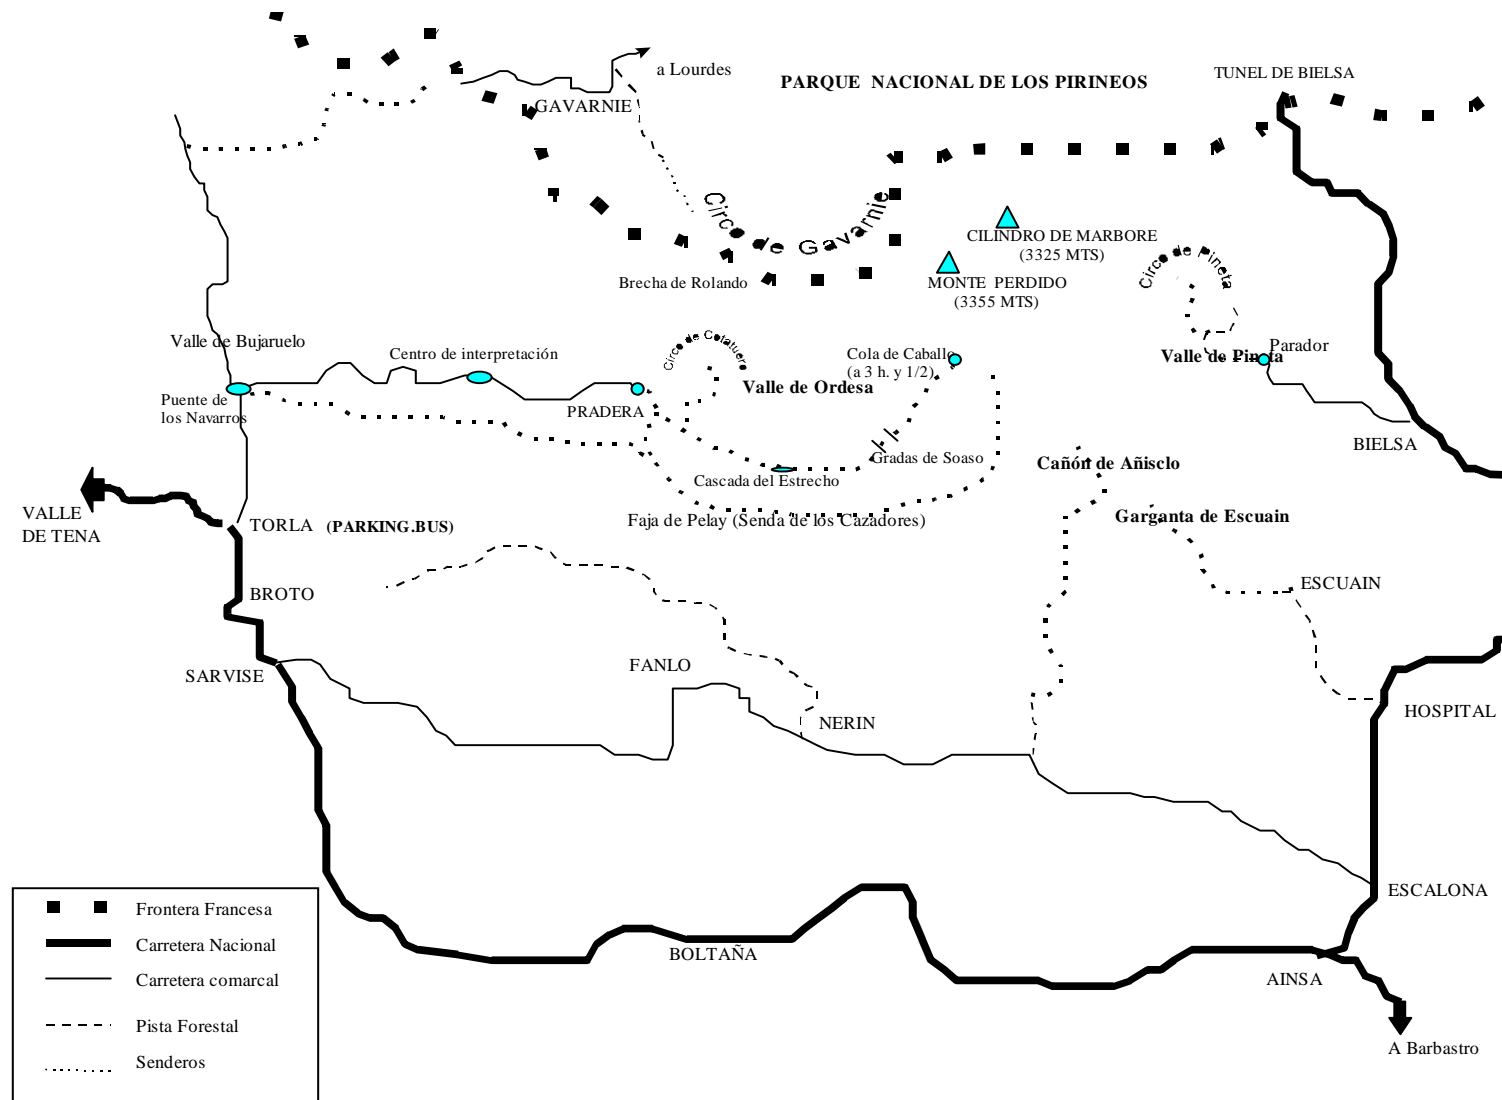 a Lourdes
PARQUE NACIONAL DE LOS PIRINEOS
TUNEL DE BIELSA
GAVARNIE
Circo de Gavarnie
CILINDRO DE MARBORE
(3325 MTS)
Circo de Pineta
Brecha de Rolando
MONTE PERDIDO
(3355 MTS)
Valle de Bujaruelo
Centro de interpretación
Circo de Cotatuero
Cola de Caballo
(a 3 h. y 1/2)
Parador
Valle de Pineta
Valle de Ordesa
Puente de
los Navarros
PRADERA
BIELSA
Gradas de Soaso
Cañón de Añisclo
Cascada del Estrecho
VALLE
DE TENA
TORLA (PARKING.BUS)
Faja de Pelay (Senda de los Cazadores)
Garganta de Escuain
ESCUAIN
BROTO
FANLO
SARVISE
NERIN
HOSPITAL
ESCALONA
BOLTAÑA
AINSA
A Barbastro
Frontera Francesa
Carretera Nacional
Carretera comarcal
Pista Forestal
Senderos